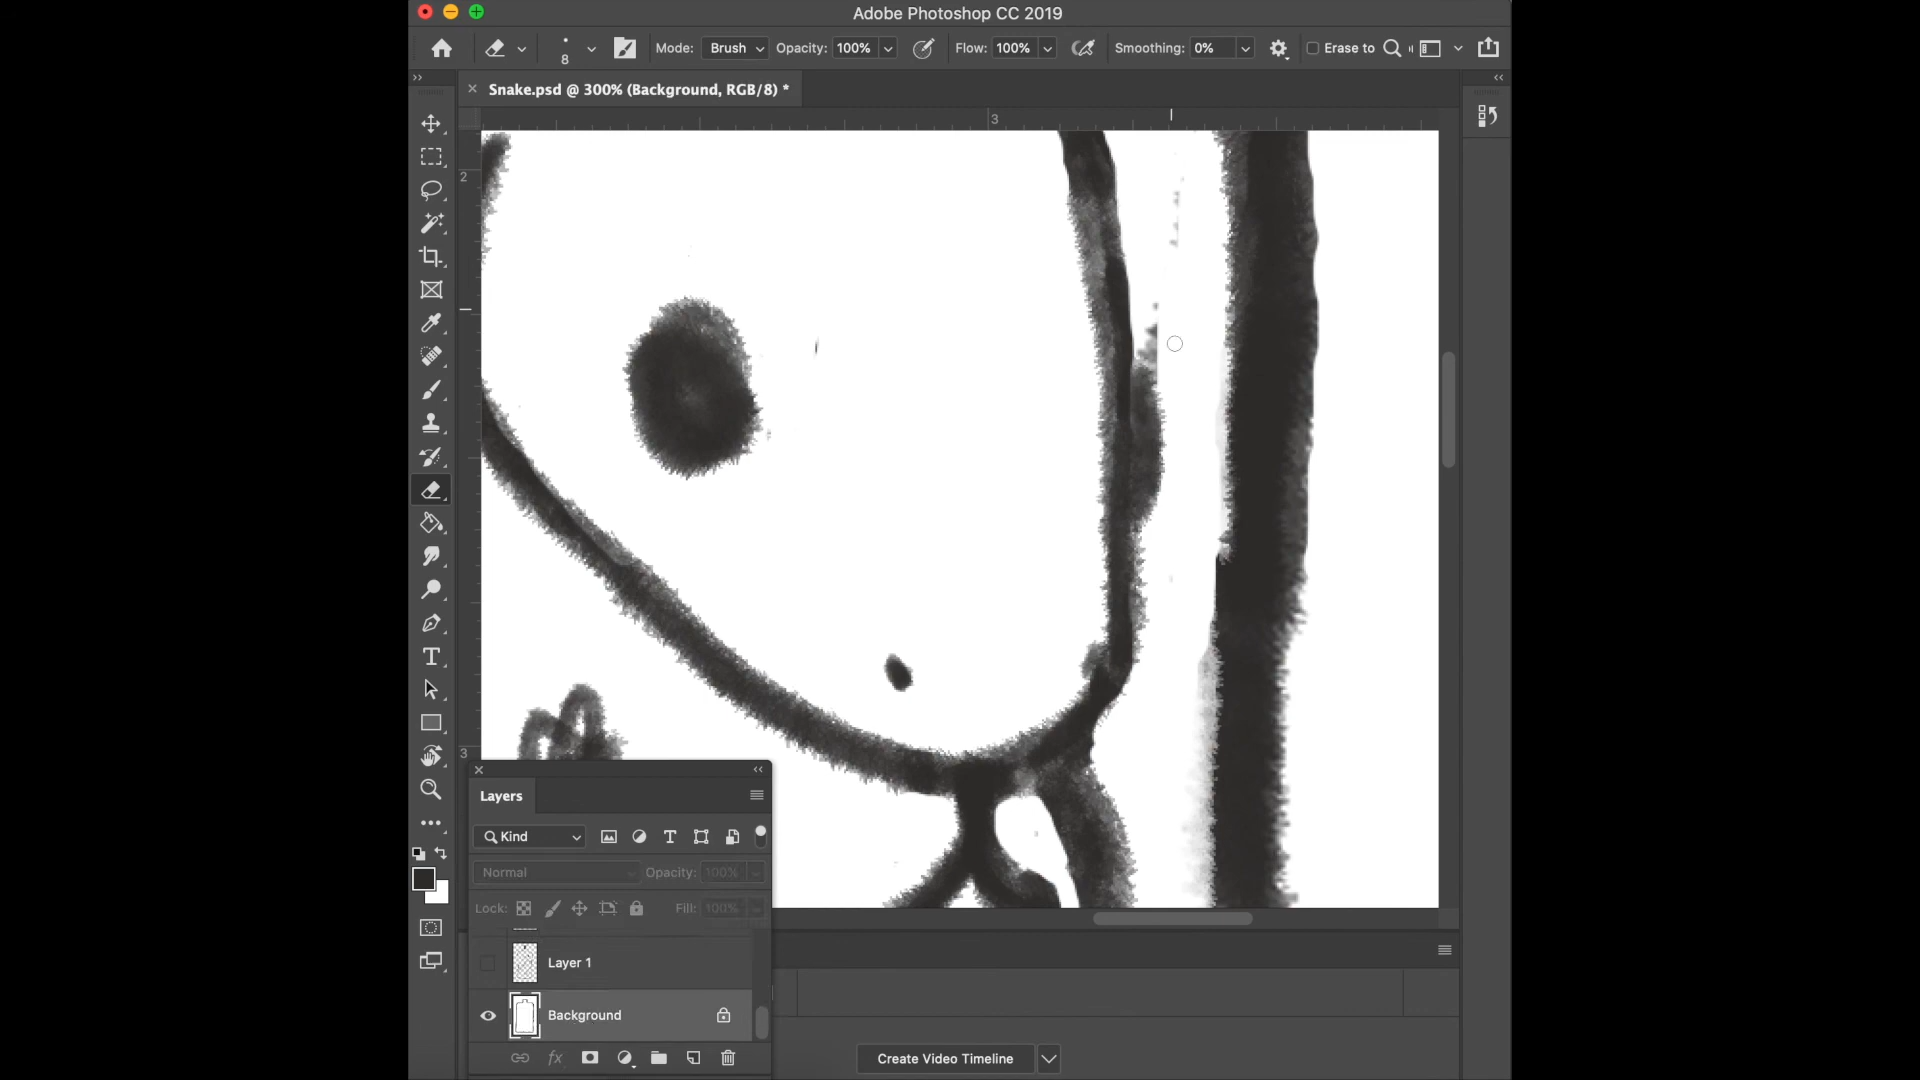 Adobe Photoshop CC 2019
8 Mode: Brush Opacity: 100% Flow: 100% Smoothing: 0% Erase to
Snake.psd @ 300% (Background, RGB/8) *
3
2
3
Layers
Kind
Normal Opacity: 100%
Lock: Fill: 100%
Layer 1
Background
fx
Create Video Timeline